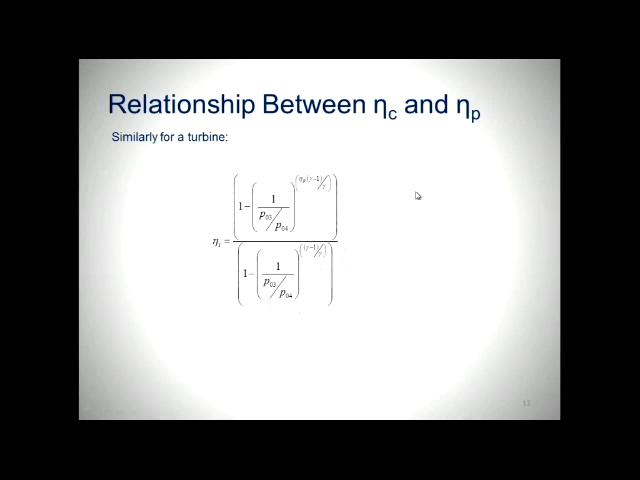 Relationship Between ηc and ηp
Similarly for a turbine:
ηt = (1 − (1 / (p03/p04))^(ηp(γ−1)/γ)) / (1 − (1 / (p03/p04))^((γ−1)/γ))